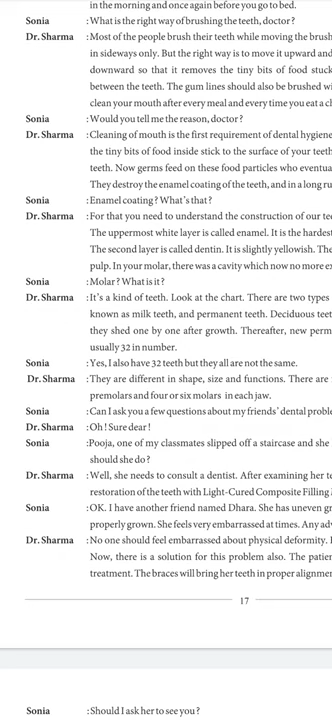 in the morning and once again before you go to bed.
Sonia : What is the right way of brushing the teeth, doctor?
Dr. Sharma : Most of the people brush their teeth while moving the brush
in sideways only. But the right way is to move it upward and
downward so that it removes the tiny bits of food stuck
between the teeth. The gum lines should also be brushed
clean your mouth after every meal and every time you eat a
Sonia : Would you tell me the reason, doctor?
Dr. Sharma : Cleaning of mouth is the first requirement of dental hygiene
the tiny bits of food inside stick to the surface of your teeth
teeth. Now germs feed on these food particles who eventua
They destroy the enamel coating of the teeth, and in a long ru
Sonia : Enamel coating? What's that?
Dr. Sharma : For that you need to understand the construction of our te
The uppermost white layer is called enamel. It is the hardest
The second layer is called dentin. It is slightly yellowish. The
pulp. In your molar, there was a cavity which now no more ex
Sonia : Molar? What is it?
Dr. Sharma : It's a kind of teeth. Look at the chart. There are two types
known as milk teeth, and permanent teeth. Deciduous teet
they shed one by one after growth. Thereafter, new perm
usually 32 in number.
Sonia : Yes, I also have 32 teeth but they all are not the same.
Dr. Sharma : They are different in shape, size and functions. There are
premolars and four or six molars in each jaw.
Sonia : Can I ask you a few questions about my friends' dental proble
Dr. Sharma : Oh! Sure dear!
Sonia :Pooja, one of my classmates slipped off a staircase and she
should she do?
Dr. Sharma : Well, she needs to consult a dentist. After examining her te
restoration of the teeth with Light-Cured Composite Filling
Sonia : OK. I have another friend named Dhara. She has uneven gr
properly grown. She feels very embarrassed at times. Any ad
Dr. Sharma : No one should feel embarrassed about physical deformity.
Now, there is a solution for this problem also. The patien
treatment. The braces will bring her teeth in proper alignmen
17
Sonia : Should I ask her to see you?